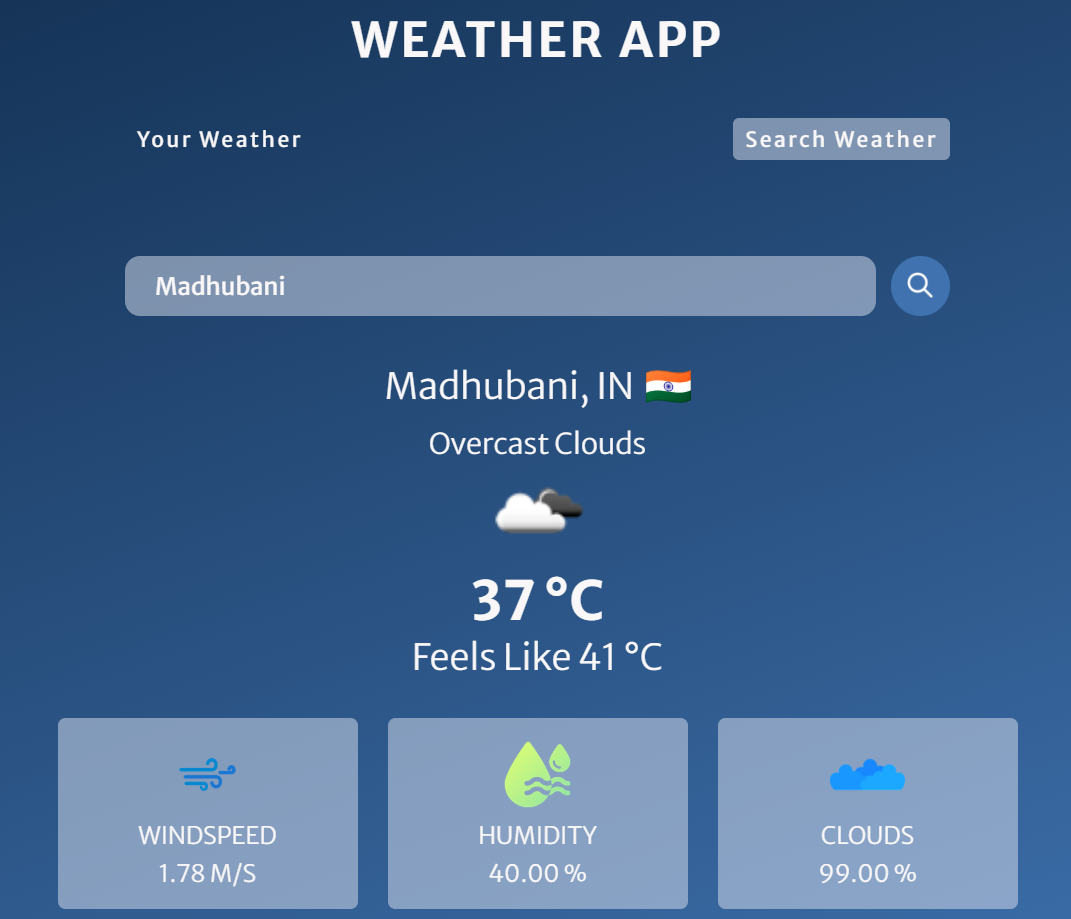 WEATHER APP
Your Weather
Search Weather
Madhubani
Madhubani, IN
Overcast Clouds
37 °C
Feels Like 41 °C
WINDSPEED
1.78 M/S
HUMIDITY
40.00 %
CLOUDS
99.00 %